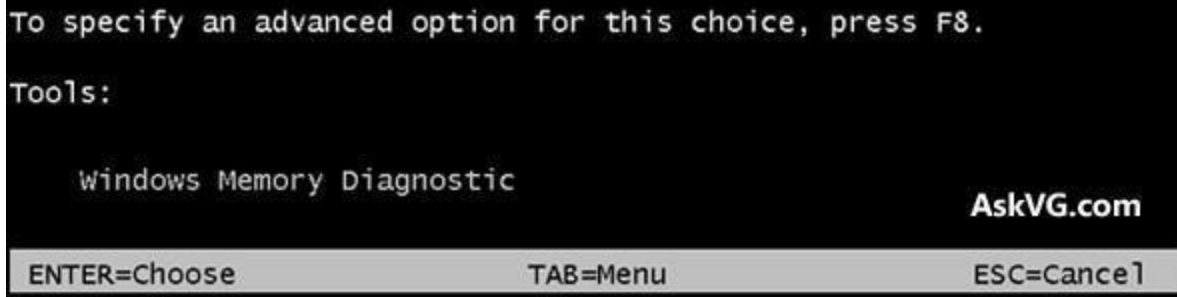 To specify an advanced option for this choice, press F8.
Tools:
Windows Memory Diagnostic
AskVG.com
ENTER=Choose TAB=Menu ESC=Cancel